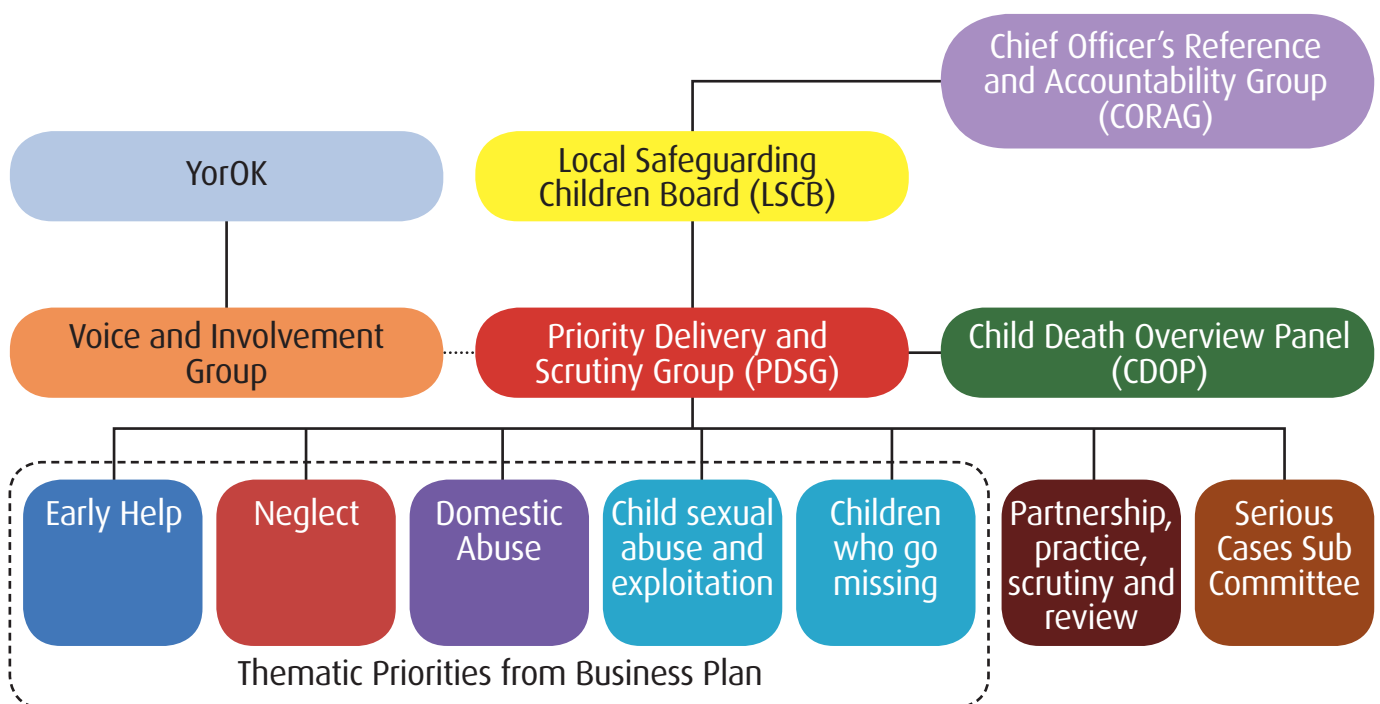 Chief Officer's Reference
and Accountability Group
(CORAG)
YorOK
Local Safeguarding
Children Board (LSCB)
Voice and Involvement
Group
Priority Delivery and
Scrutiny Group (PDSG)
Child Death Overview Panel
(CDOP)
Early Help
Neglect
Domestic
Abuse
Child sexual
abuse and
exploitation
Children
who go
missing
Partnership,
practice,
scrutiny and
review
Serious
Cases Sub
Committee
Thematic Priorities from Business Plan